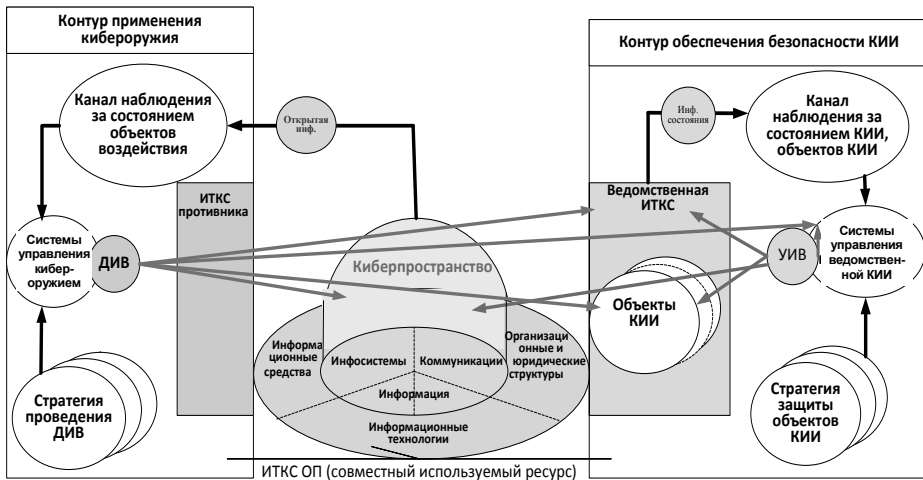 Контур применения
кибероружия
Канал наблюдения
за состоянием
объектов
воздействия
Открытая
инф.
ИТКС
противника
Системы
управления
кибер-
оружием
ДИВ
Стратегия
проведения
ДИВ
Киберпространство
Информа
ционные
средства
Инфосистемы
Коммуникации
Организаци
онные и
юридические
структуры
Информация
Информационные
технологии
ИТКС ОП (совместный используемый ресурс)
Контур обеспечения безопасности КИИ
Инф.
состояния
Канал
наблюдения за
состоянием КИИ,
объектов КИИ
Ведомственная
ИТКС
УИВ
Системы
управления
ведомствен-
ной КИИ
Объекты
КИИ
Стратегия
защиты
объектов
КИИ